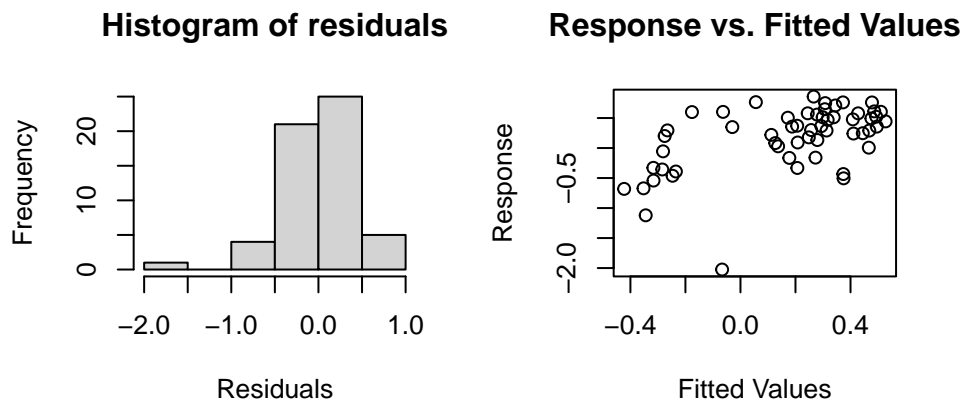 Histogram of residuals
Frequency
0
10
20
−2.0 −1.0 0.0 1.0
Residuals
Response vs. Fitted Values
Response
−2.0
−0.5
−0.4 0.0 0.4
Fitted Values